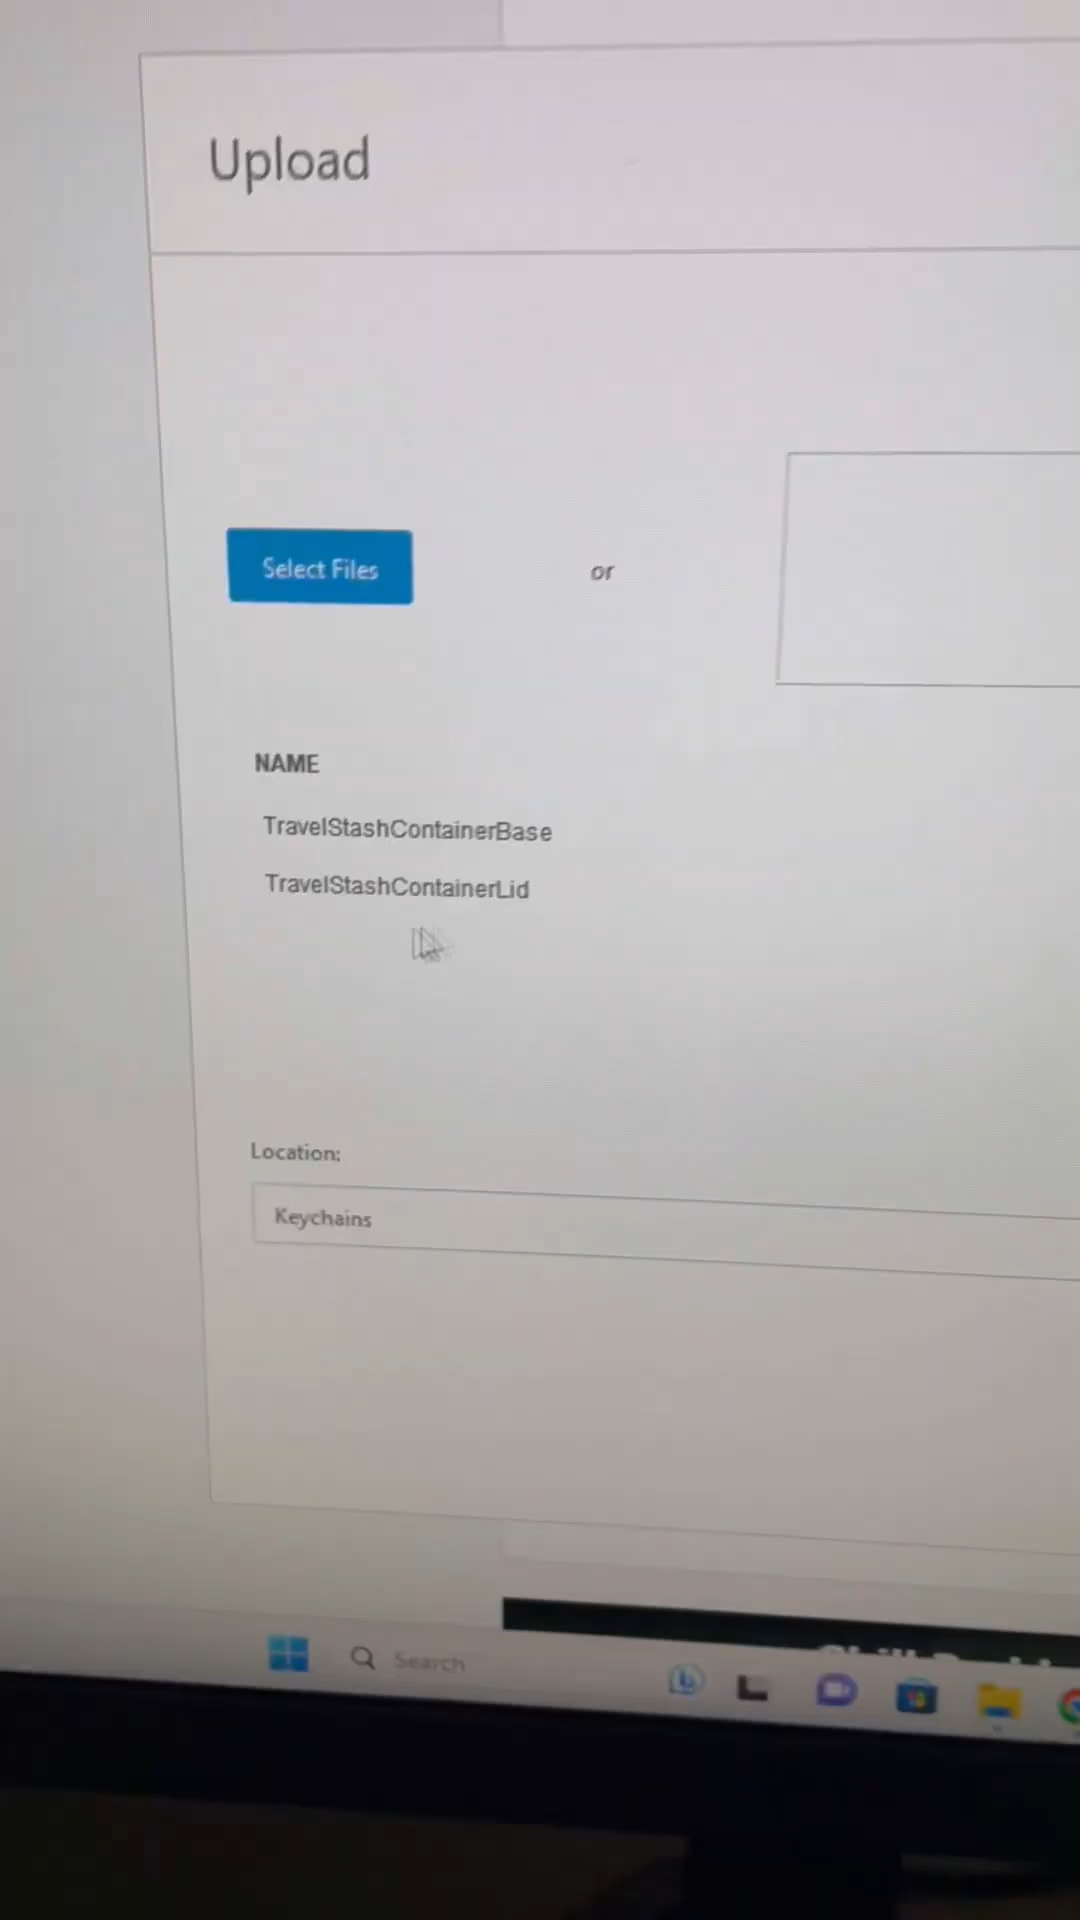 Upload
Select Files
or
NAME
TravelStashContainerBase
TravelStashContainerLid
Location:
Keychains
Search